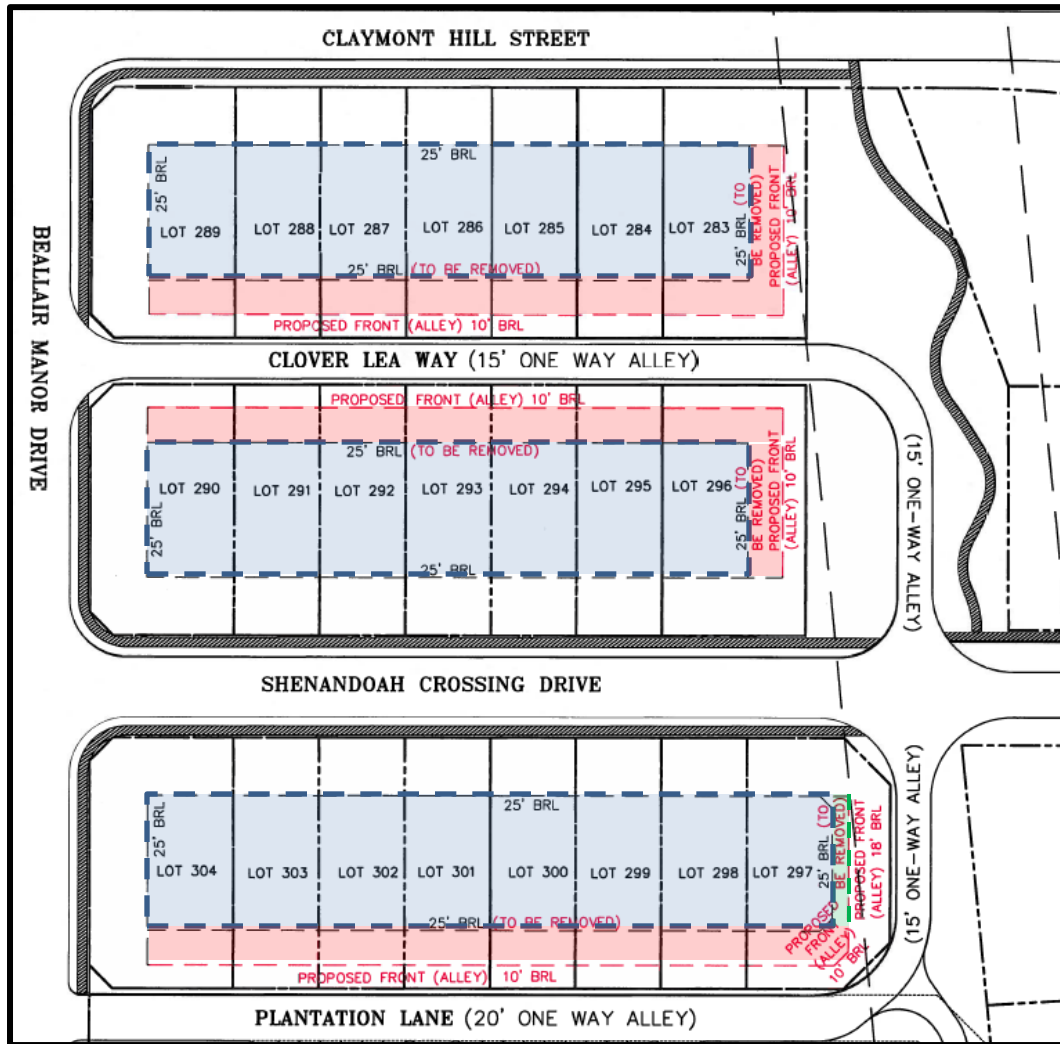 CLAYMONT HILL STREET
25' BRL
25' BRL
LOT 289
LOT 288
LOT 287
LOT 286
LOT 285
LOT 284
LOT 283
25' BRL (TO
BE REMOVED)
PROPOSED FRONT
(ALLEY) 10' BRL
25' BRL (TO BE REMOVED)
PROPOSED FRONT (ALLEY) 10' BRL
BEALLAIR MANOR DRIVE
CLOVER LEA WAY (15' ONE WAY ALLEY)
PROPOSED FRONT (ALLEY) 10' BRL
25' BRL (TO BE REMOVED)
LOT 290
LOT 291
LOT 292
LOT 293
LOT 294
LOT 295
LOT 296
25' BRL
25' BRL (TO
BE REMOVED)
PROPOSED FRONT
(ALLEY) 10' BRL
25' BRL
(15' ONE-WAY ALLEY)
SHENANDOAH CROSSING DRIVE
25' BRL
25' BRL
LOT 304
LOT 303
LOT 302
LOT 301
LOT 300
LOT 299
LOT 298
LOT 297
25' BRL (TO
BE REMOVED)
PROPOSED FRONT
(ALLEY) 18' BRL
(15' ONE-WAY ALLEY)
25' BRL (TO BE REMOVED)
PROPOSED
FRONT
(ALLEY)
10' BRL
PROPOSED FRONT (ALLEY) 10' BRL
PLANTATION LANE (20' ONE WAY ALLEY)